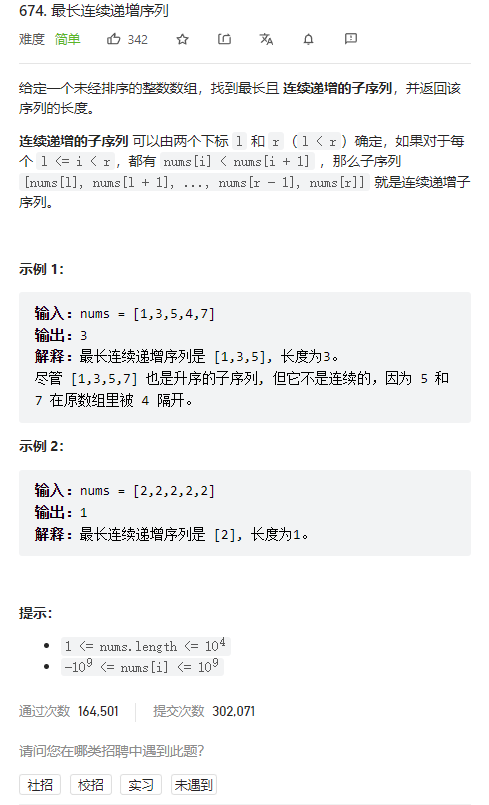 674. 最长连续递增序列
难度 简单 342
给定一个未经排序的整数数组，找到最长且 连续递增的子序列，并返回该
序列的长度。
连续递增的子序列 可以由两个下标 l 和 r （l < r）确定，如果对于每
个 l <= i < r，都有 nums[i] < nums[i + 1] ，那么子序列
[nums[l], nums[l + 1], ..., nums[r - 1], nums[r]] 就是连续递增子
序列。
示例 1：
输入：nums = [1,3,5,4,7]
输出：3
解释：最长连续递增序列是 [1,3,5], 长度为3。
尽管 [1,3,5,7] 也是升序的子序列, 但它不是连续的，因为 5 和
7 在原数组里被 4 隔开。
示例 2：
输入：nums = [2,2,2,2,2]
输出：1
解释：最长连续递增序列是 [2], 长度为1。
提示：
1 <= nums.length <= 10⁴
-10⁹ <= nums[i] <= 10⁹
通过次数 164,501 提交次数 302,071
请问您在哪类招聘中遇到此题？
社招 校招 实习 未遇到